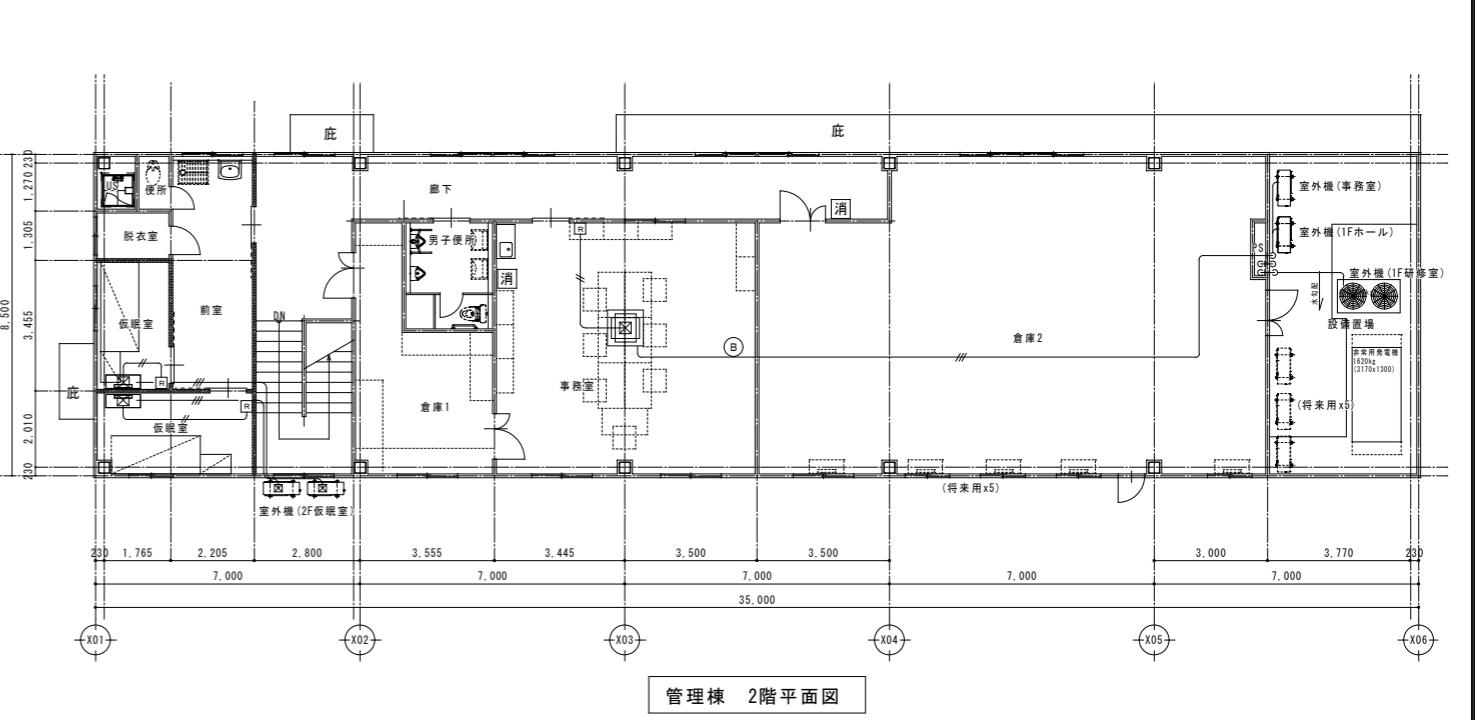 庇
庇
230
1,270
1,305
3,455
2,010
230
8,500
US
便所
脱衣室
仮眠室
前室
仮眠室
庇
R
R
DN
廊下
男子便所
消
消
R
倉庫1
事務室
B
倉庫2
PS
室外機(事務室)
室外機(1Fホール)
室外機(1F研修室)
水勾配
設備置場
非常用発電機
1620kg
(3170x1300)
(将来用x5)
(将来用x5)
室外機(2F仮眠室)
230 1,765 2,205 2,800 3,555 3,445 3,500 3,500 3,000 3,770 230
7,000 7,000 7,000 7,000 7,000
35,000
X01 X02 X03 X04 X05 X06
管理棟 2階平面図